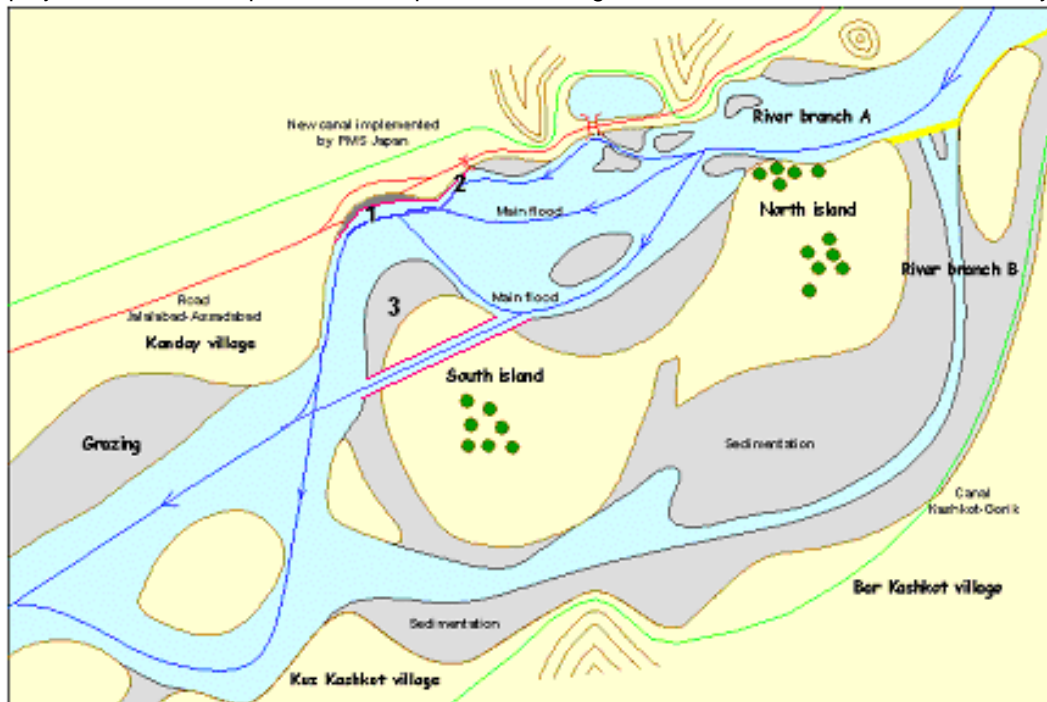 River branch A
New canal implemented
by PMS Japan
2
1
Main flood
North island
River branch B
Main flood
3
Road
Jalalabad-Assadabad
Kanday village
South island
Grazing
Sedimentation
Canal
Kashkot-Gorik
Bar Kashkot village
Sedimentation
Kuz Kashkot village